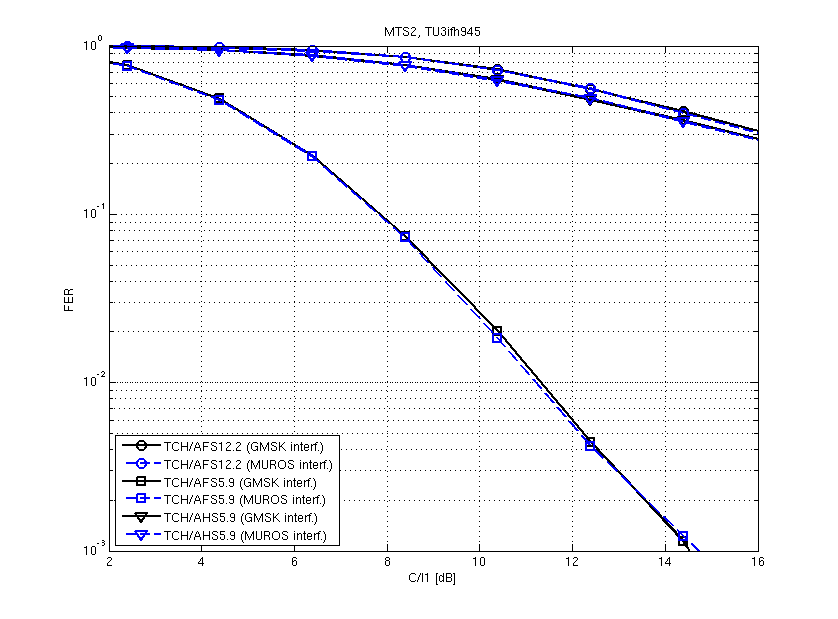 MTS2, TU3ifh945
10^0
10^-1
10^-2
10^-3
FER
TCH/AFS12.2 (GMSK interf.)
TCH/AFS12.2 (MUROS interf.)
TCH/AFS5.9 (GMSK interf.)
TCH/AFS5.9 (MUROS interf.)
TCH/AHS5.9 (GMSK interf.)
TCH/AHS5.9 (MUROS interf.)
2 4 6 8 10 12 14 16
C/I1 [dB]